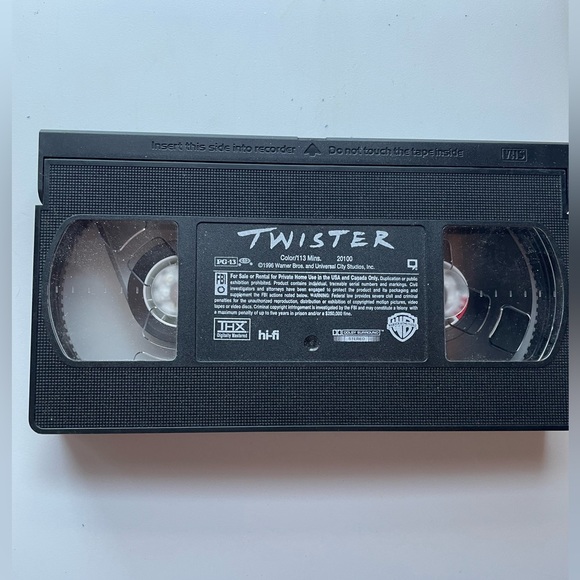 Insert this side into recorder Do not touch the tape inside VHS
TWISTER
Color/113 Mins. 20100
PG-13 ©1996 Warner Bros. and Universal City Studios, Inc.
For Sale or Rental for Private Home Use in the USA and Canada Only. Duplication or public
exhibition prohibited. Product contains individual, traceable serial numbers and markings. Civil
investigators and attorneys have been engaged to protect the product and its packaging and
supplement the FBI actions noted below. *WARNING: Federal law provides severe civil and criminal
penalties for the unauthorized reproduction, distribution or exhibition of copyrighted motion pictures, video
tapes or video discs. Criminal copyright infringement is investigated by the FBI and may constitute a felony with
a maximum penalty of up to five years in prison and/or a $250,000 fine.
THX
Digitally Mastered
hi-fi
DOLBY SURROUND
STEREO
WB